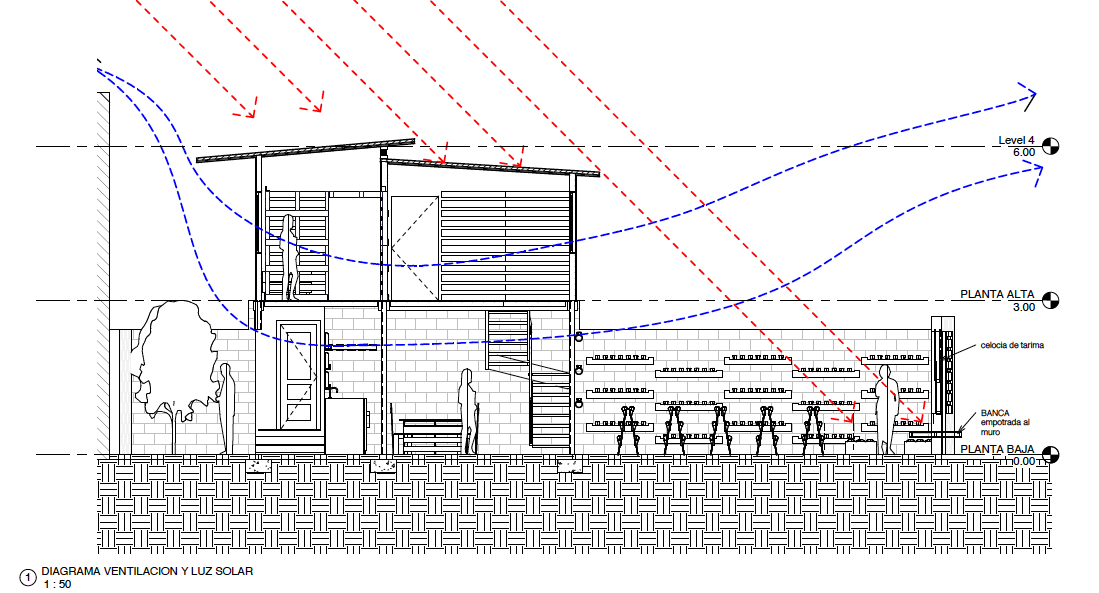 Level 4
6.00
PLANTA ALTA
3.00
celocia de tarima
BANCA
empotrada al
muro
PLANTA BAJA
0.00
1
DIAGRAMA VENTILACION Y LUZ SOLAR
1 : 50